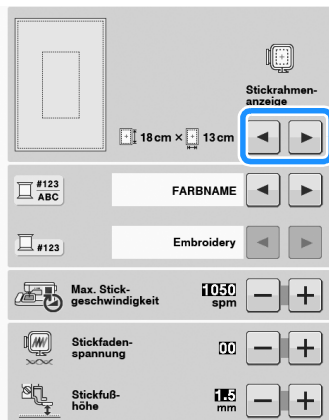 Stickrahmen-
anzeige
18 cm × 13 cm
#123
ABC
FARBNAME
#123
Embroidery
Max. Stick-
geschwindigkeit
1050
spm
Stickfaden-
spannung
00
Stickfuß-
höhe
1.5
mm